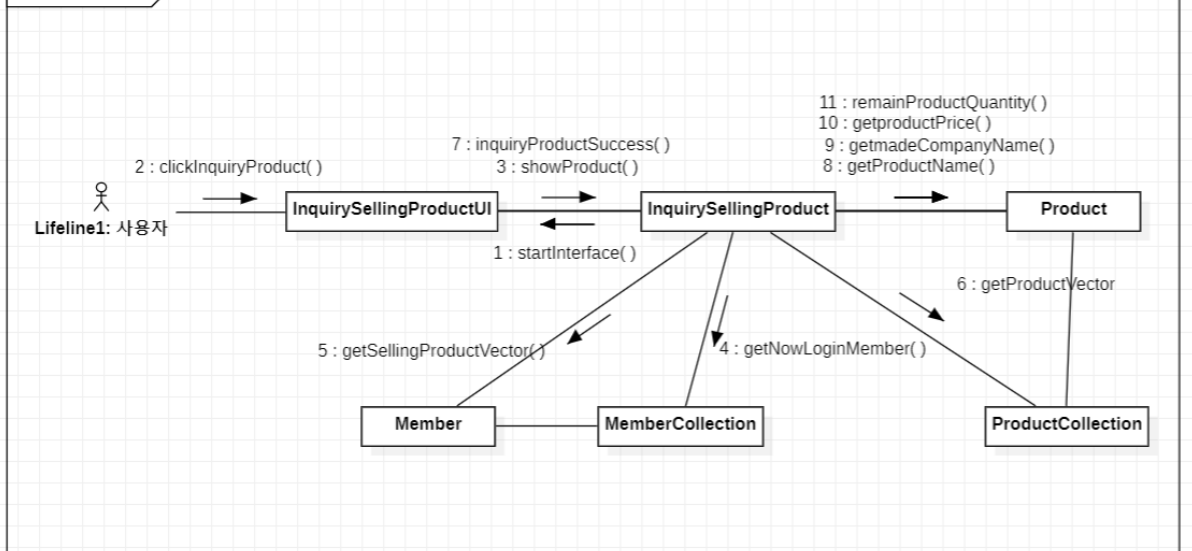 11 : remainProductQuantity( )
10 : getproductPrice( )
9 : getmadeCompanyName( )
8 : getProductName( )
7 : inquiryProductSuccess( )
3 : showProduct( )
2 : clickInquiryProduct( )
Lifeline1: 사용자
InquirySellingProductUI
InquirySellingProduct
Product
1 : startInterface( )
6 : getProductVector
5 : getSellingProductVector( )
4 : getNowLoginMember( )
Member
MemberCollection
ProductCollection